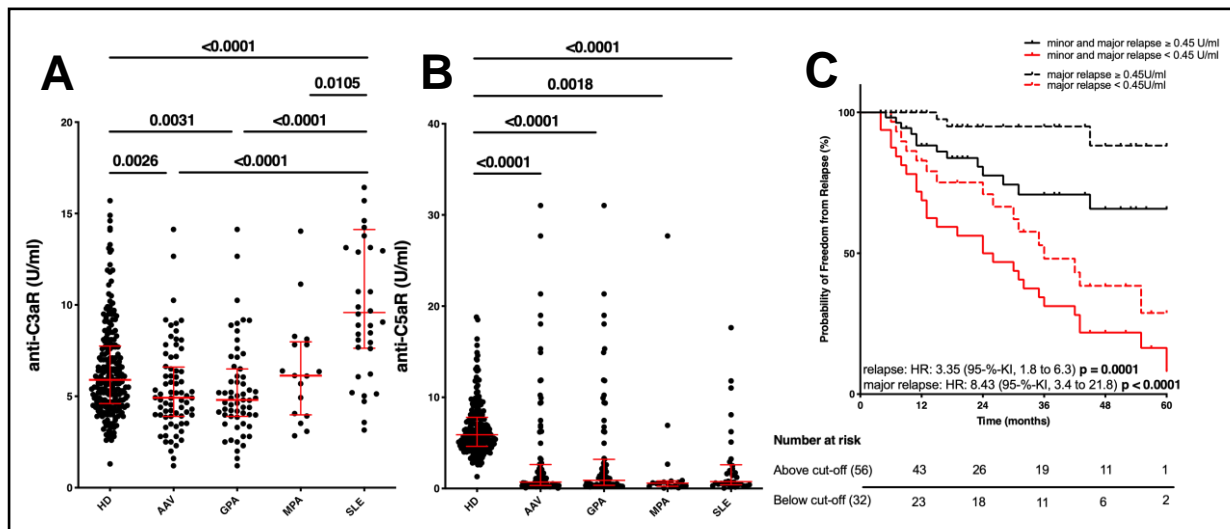 A
<0.0001
0.0105
0.0031
<0.0001
0.0026
<0.0001
anti-C3aR (U/ml)
20
15
10
5
0
HD
AAV
GPA
MPA
SLE
B
<0.0001
0.0018
<0.0001
<0.0001
anti-C5aR (U/ml)
40
30
20
10
0
HD
AAV
GPA
MPA
SLE
C
minor and major relapse ≥ 0.45 U/ml
minor and major relapse < 0.45 U/ml
major relapse ≥ 0.45U/ml
major relapse < 0.45U/ml
Probability of Freedom from Relapse (%)
100
50
0
relapse: HR: 3.35 (95-%-KI, 1.8 to 6.3) p = 0.0001
major relapse: HR: 8.43 (95-%-KI, 3.4 to 21.8) p < 0.0001
0 12 24 36 48 60
Time (months)
Number at risk
Above cut-off (56) 43 26 19 11 1
Below cut-off (32) 23 18 11 6 2